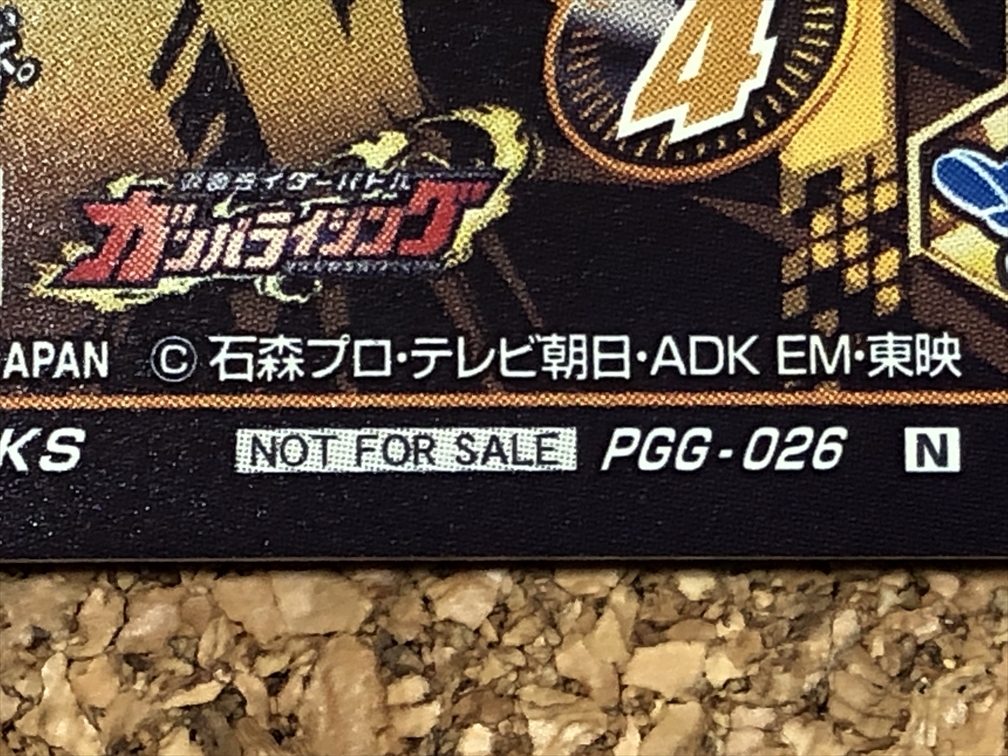 4
仮面ライダーバトル
ガンバライジング
APAN © 石森プロ・テレビ朝日・ADK EM・東映
KS NOT FOR SALE PGG-026 N